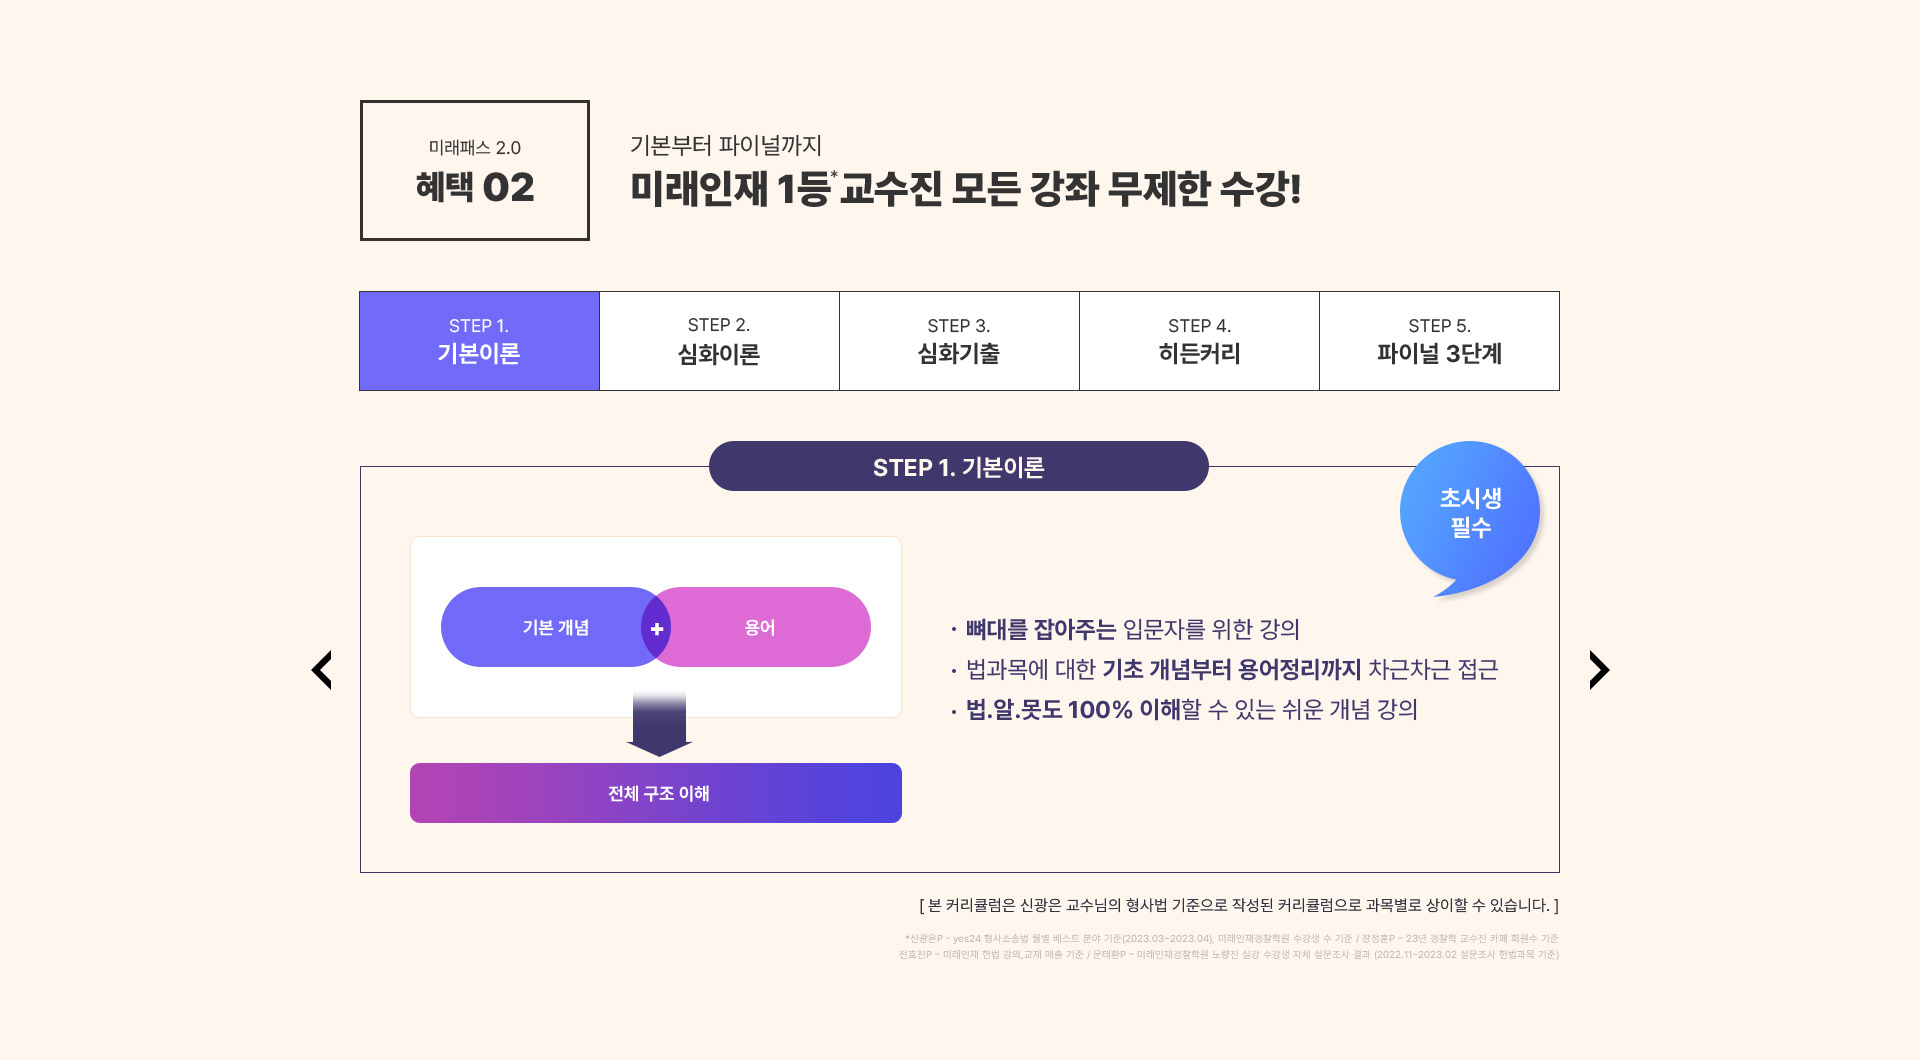 미래패스 2.0
혜택 02
기본부터 파이널까지
미래인재 1등* 교수진 모든 강좌 무제한 수강!
STEP 1.
기본이론
STEP 2.
심화이론
STEP 3.
심화기출
STEP 4.
히든커리
STEP 5.
파이널 3단계
STEP 1. 기본이론
초시생
필수
기본 개념
+
용어
전체 구조 이해
· 뼈대를 잡아주는 입문자를 위한 강의
· 법과목에 대한 기초 개념부터 용어정리까지 차근차근 접근
· 법.알.못도 100% 이해할 수 있는 쉬운 개념 강의
[ 본 커리큘럼은 신광은 교수님의 형사법 기준으로 작성된 커리큘럼으로 과목별로 상이할 수 있습니다. ]
*신광은P - yes24 형사소송법 월별 베스트 분야 기준(2023.03~2023.04), 미래인재경찰학원 수강생 수 기준 / 장정훈P – 23년 경찰학 교수진 카페 회원수 기준
전효진P – 미래인재 헌법 강의,교재 매출 기준 / 문태환P – 미래인재경찰학원 노량진 실강 수강생 자체 설문조사 결과 (2022.11~2023.02 설문조사 헌법과목 기준)